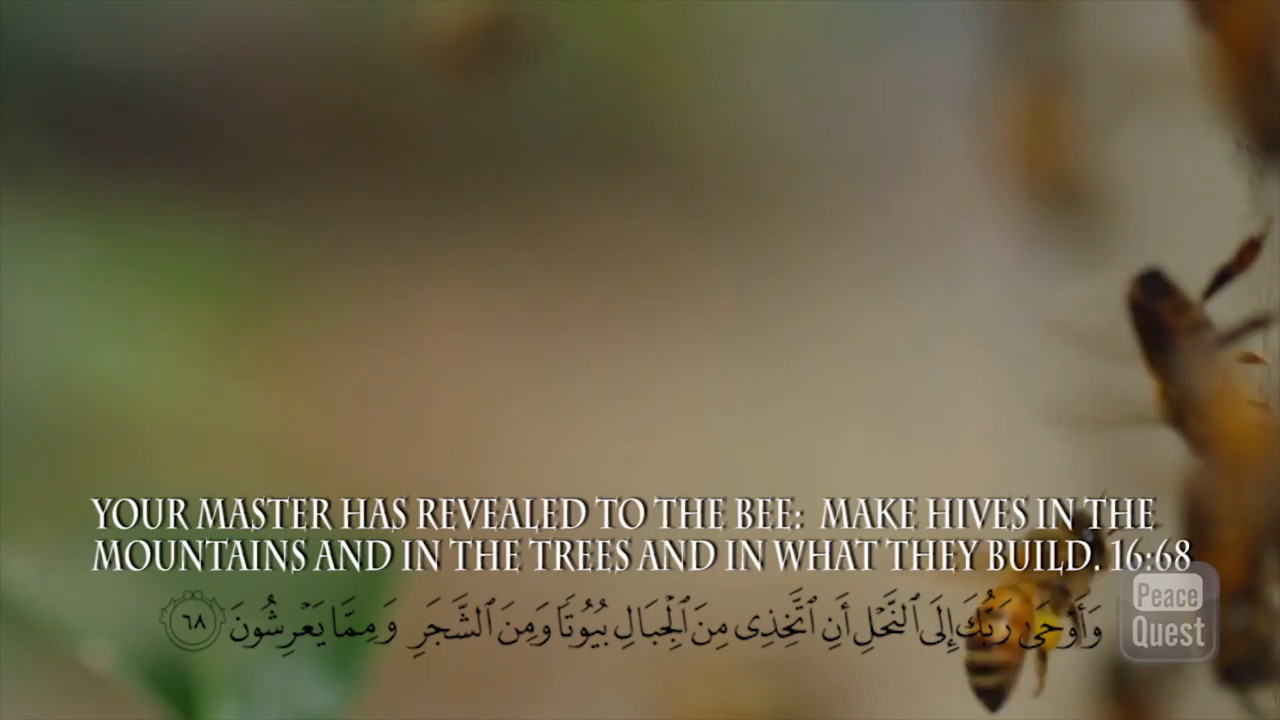 YOUR MASTER HAS REVEALED TO THE BEE: MAKE HIVES IN THE
MOUNTAINS AND IN THE TREES AND IN WHAT THEY BUILD. 16:68
وَأَوْحَىٰ رَبُّكَ إِلَى ٱلنَّحْلِ أَنِ ٱتَّخِذِى مِنَ ٱلْجِبَالِ بُيُوتًا وَمِنَ ٱلشَّجَرِ وَمِمَّا يَعْرِشُونَ ٦٨
Peace
Quest